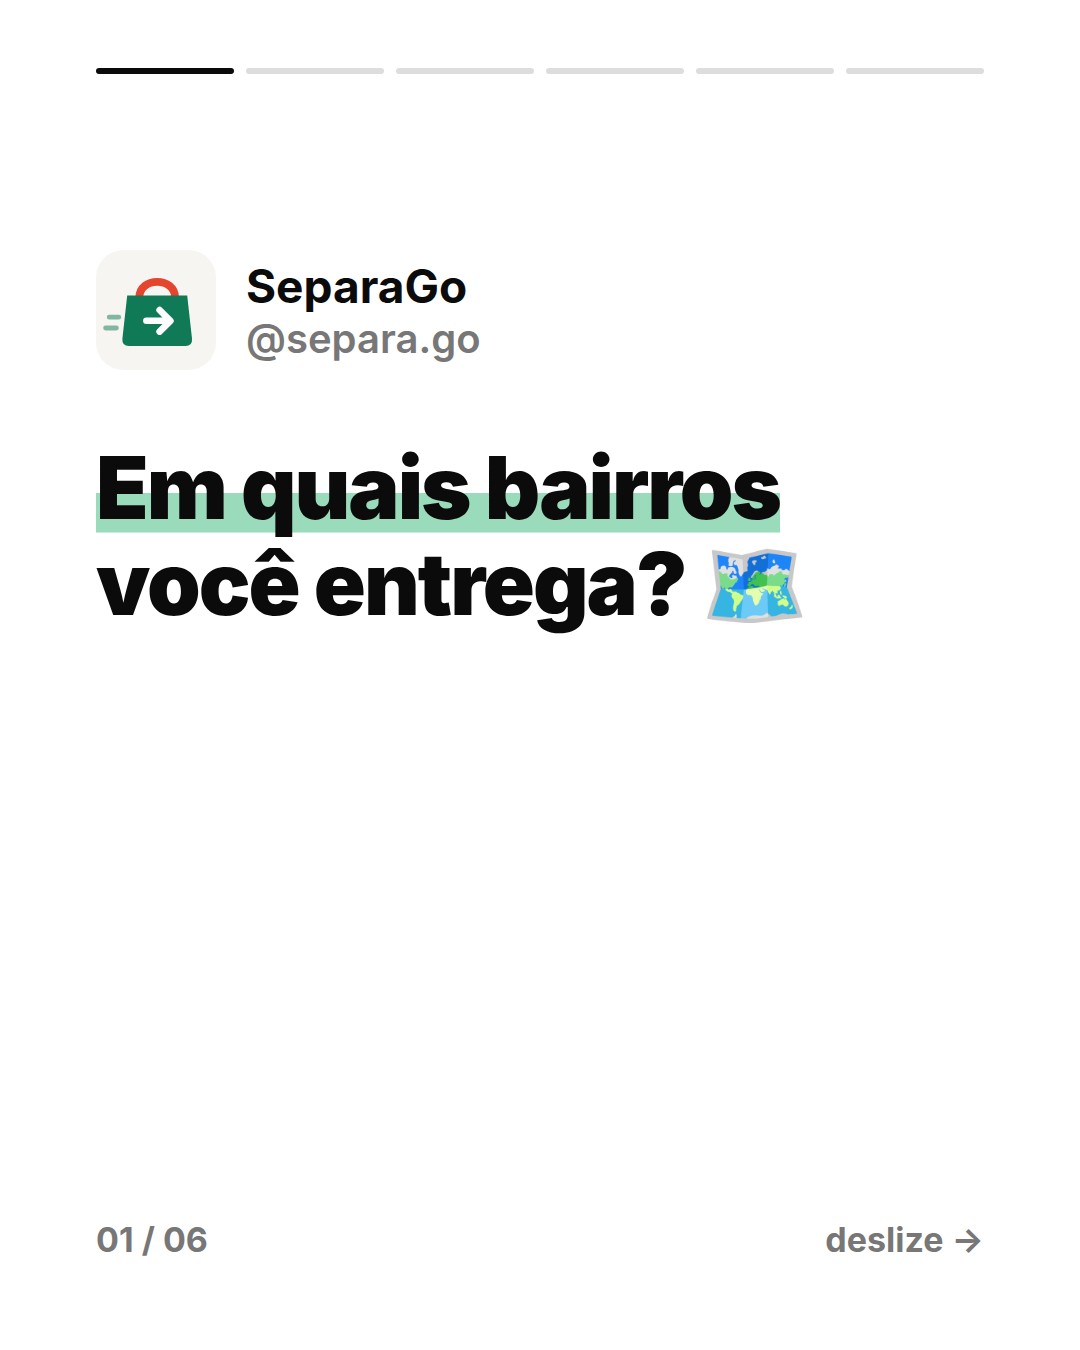 SeparaGo
@separa.go
Em quais bairros
você entrega? 🗺️
01 / 06
deslize →